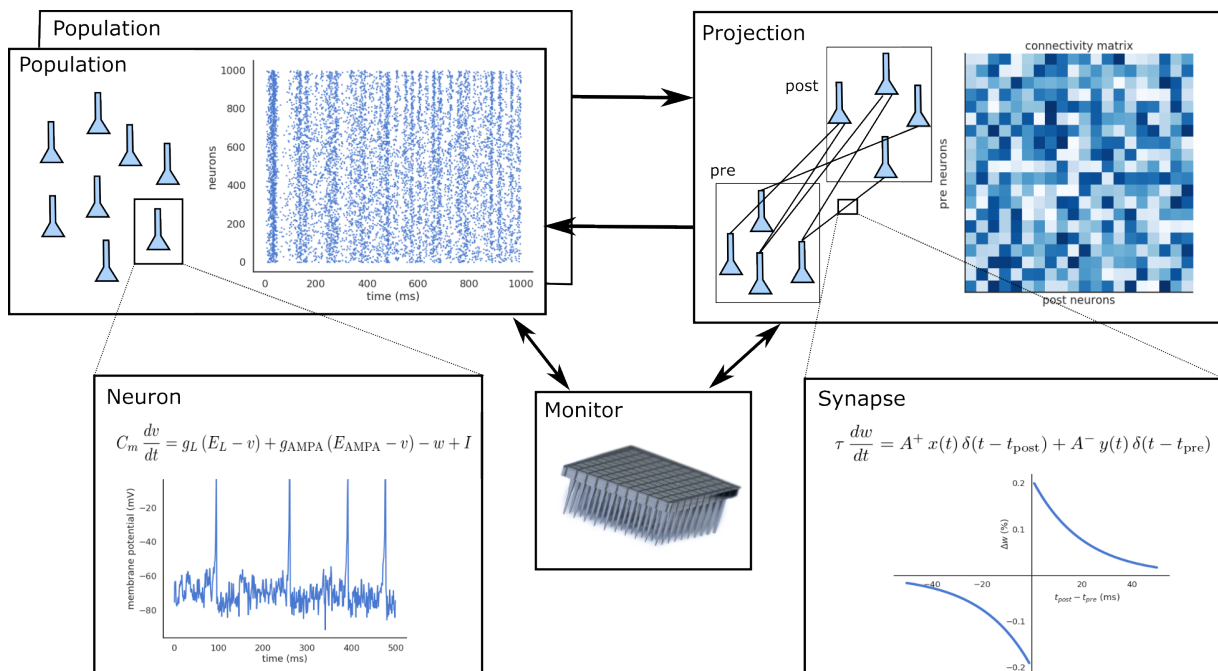 Population
Population
1000
800
600
400
200
0
neurons
0 200 400 600 800 1000
time (ms)
Projection
post
pre
connectivity matrix
pre neurons
post neurons
Neuron
C_m dv/dt = g_L (E_L − v) + g_AMPA (E_AMPA − v) − w + I
−20
−40
−60
−80
membrane potential (mV)
0 100 200 300 400 500
time (ms)
Monitor
Synapse
τ dw/dt = A^+ x(t) δ(t − t_post) + A^− y(t) δ(t − t_pre)
0.2
0.1
Δw (%)
0
−40 −20 20 40
t_post − t_pre (ms)
−0.1
−0.2